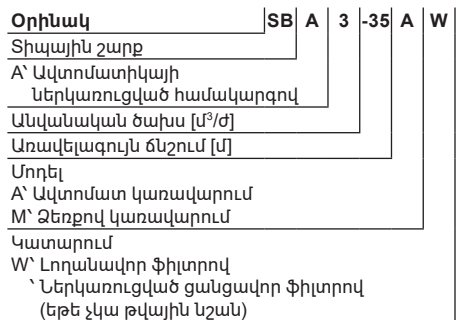 Օրինակ SB A 3 -35 A W
Տիպային շարք
A՝ Ավտոմատիկայի
ներկառուցված համակարգով
Անվանական ծախս [մ³/ժ]
Առավելագույն ճնշում [մ]
Մոդել
A՝ Ավտոմատ կառավարում
M՝ Ձեռքով կառավարում
Կատարում
W՝ Լողանավոր ֆիլտրով
՝ Ներկառուցված ցանցավոր ֆիլտրով
(եթե չկա թվային նշան)